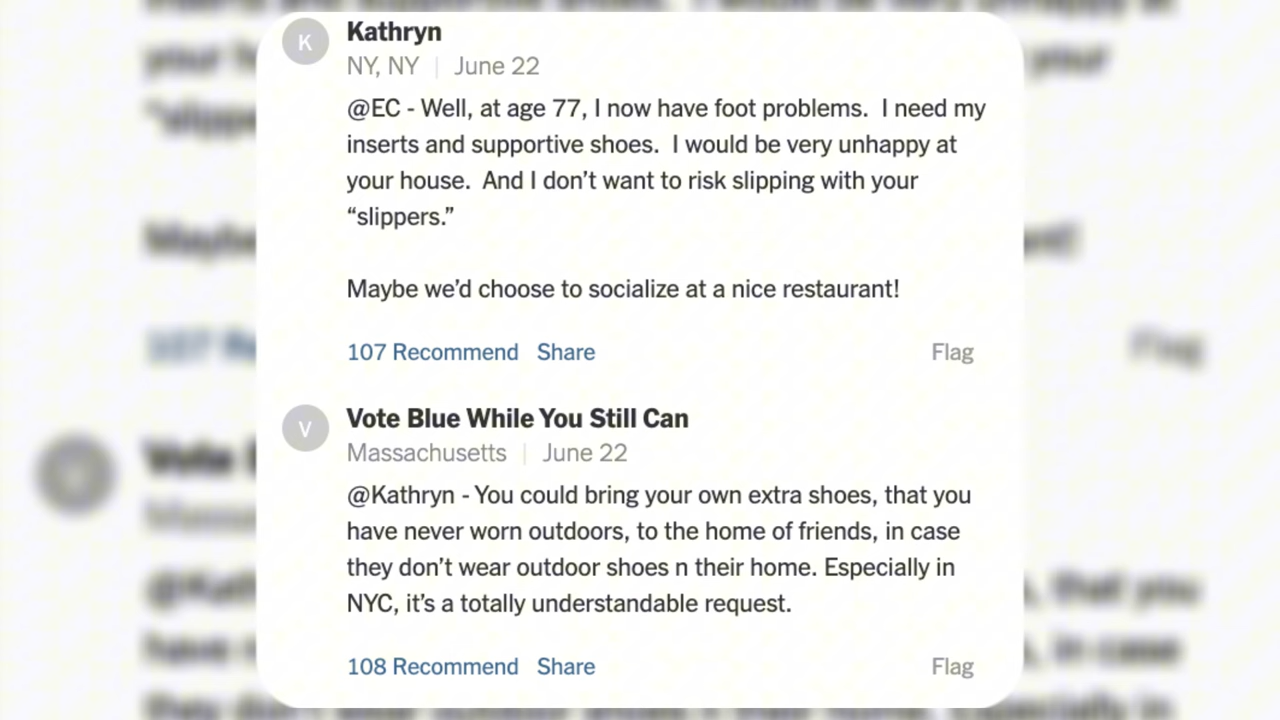 K
Kathryn
NY, NY | June 22
@EC - Well, at age 77, I now have foot problems.  I need my
inserts and supportive shoes.  I would be very unhappy at
your house.  And I don’t want to risk slipping with your
“slippers.”
Maybe we’d choose to socialize at a nice restaurant!
107 Recommend Share Flag
V
Vote Blue While You Still Can
Massachusetts | June 22
@Kathryn - You could bring your own extra shoes, that you
have never worn outdoors, to the home of friends, in case
they don’t wear outdoor shoes n their home. Especially in
NYC, it’s a totally understandable request.
108 Recommend Share Flag